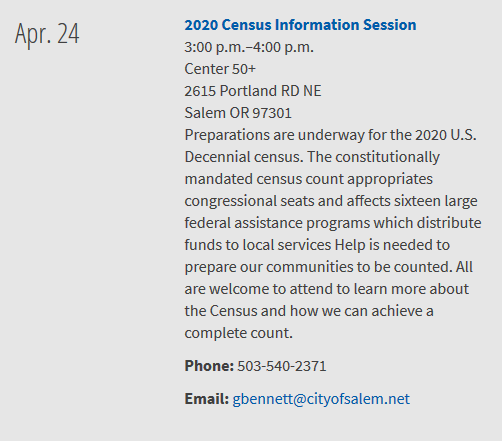 Apr. 24
2020 Census Information Session
3:00 p.m.–4:00 p.m.
Center 50+
2615 Portland RD NE
Salem OR 97301
Preparations are underway for the 2020 U.S.
Decennial census. The constitutionally
mandated census count appropriates
congressional seats and affects sixteen large
federal assistance programs which distribute
funds to local services Help is needed to
prepare our communities to be counted. All
are welcome to attend to learn more about
the Census and how we can achieve a
complete count.
Phone: 503-540-2371
Email: gbennett@cityofsalem.net